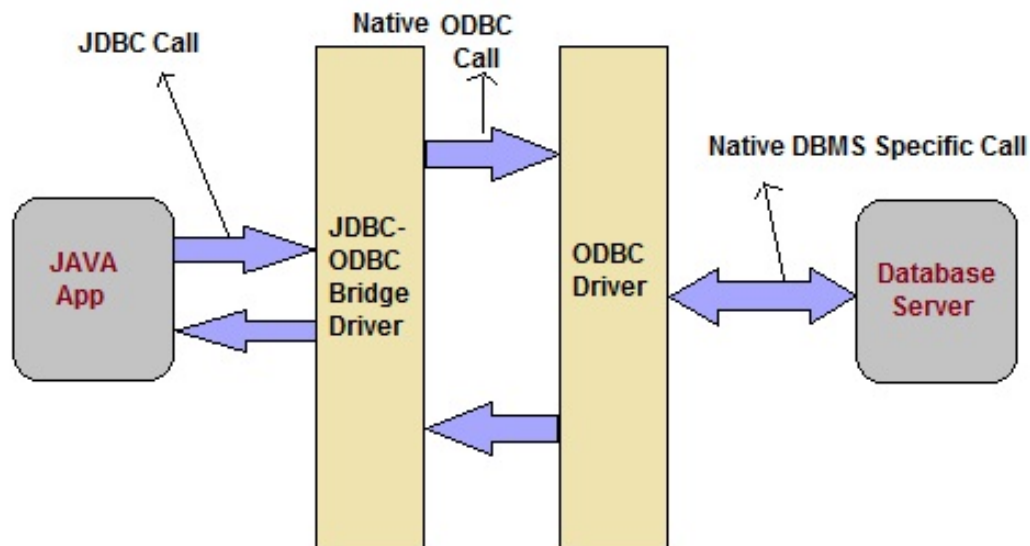 JDBC Call
Native ODBC
Call
Native DBMS Specific Call
JAVA
App
JDBC-
ODBC
Bridge
Driver
ODBC
Driver
Database
Server